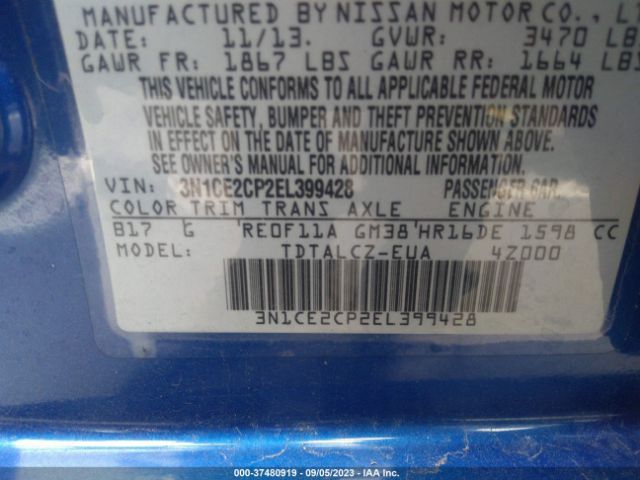 MANUFACTURED BY NISSAN MOTOR CO.,
DATE: 11/13. GVWR: 3470 LB
GAWR FR: 1867 LBS GAWR RR: 1664 LBS
THIS VEHICLE CONFORMS TO ALL APPLICABLE FEDERAL MOTOR
VEHICLE SAFETY, BUMPER AND THEFT PREVENTION STANDARDS
IN EFFECT ON THE DATE OF MANUFACTURE SHOWN ABOVE.
SEE OWNER'S MANUAL FOR ADDITIONAL INFORMATION.
VIN: 3N1CE2CP2EL399428 PASSENGER CAR
COLOR TRIM TRANS AXLE ENGINE
B17 G RE0F11A GM38 HR16DE 1598 CC
MODEL: TDTALCZ-EUA 4Z000
3N1CE2CP2EL399428
000-37480919 - 09/05/2023 - IAAI.com